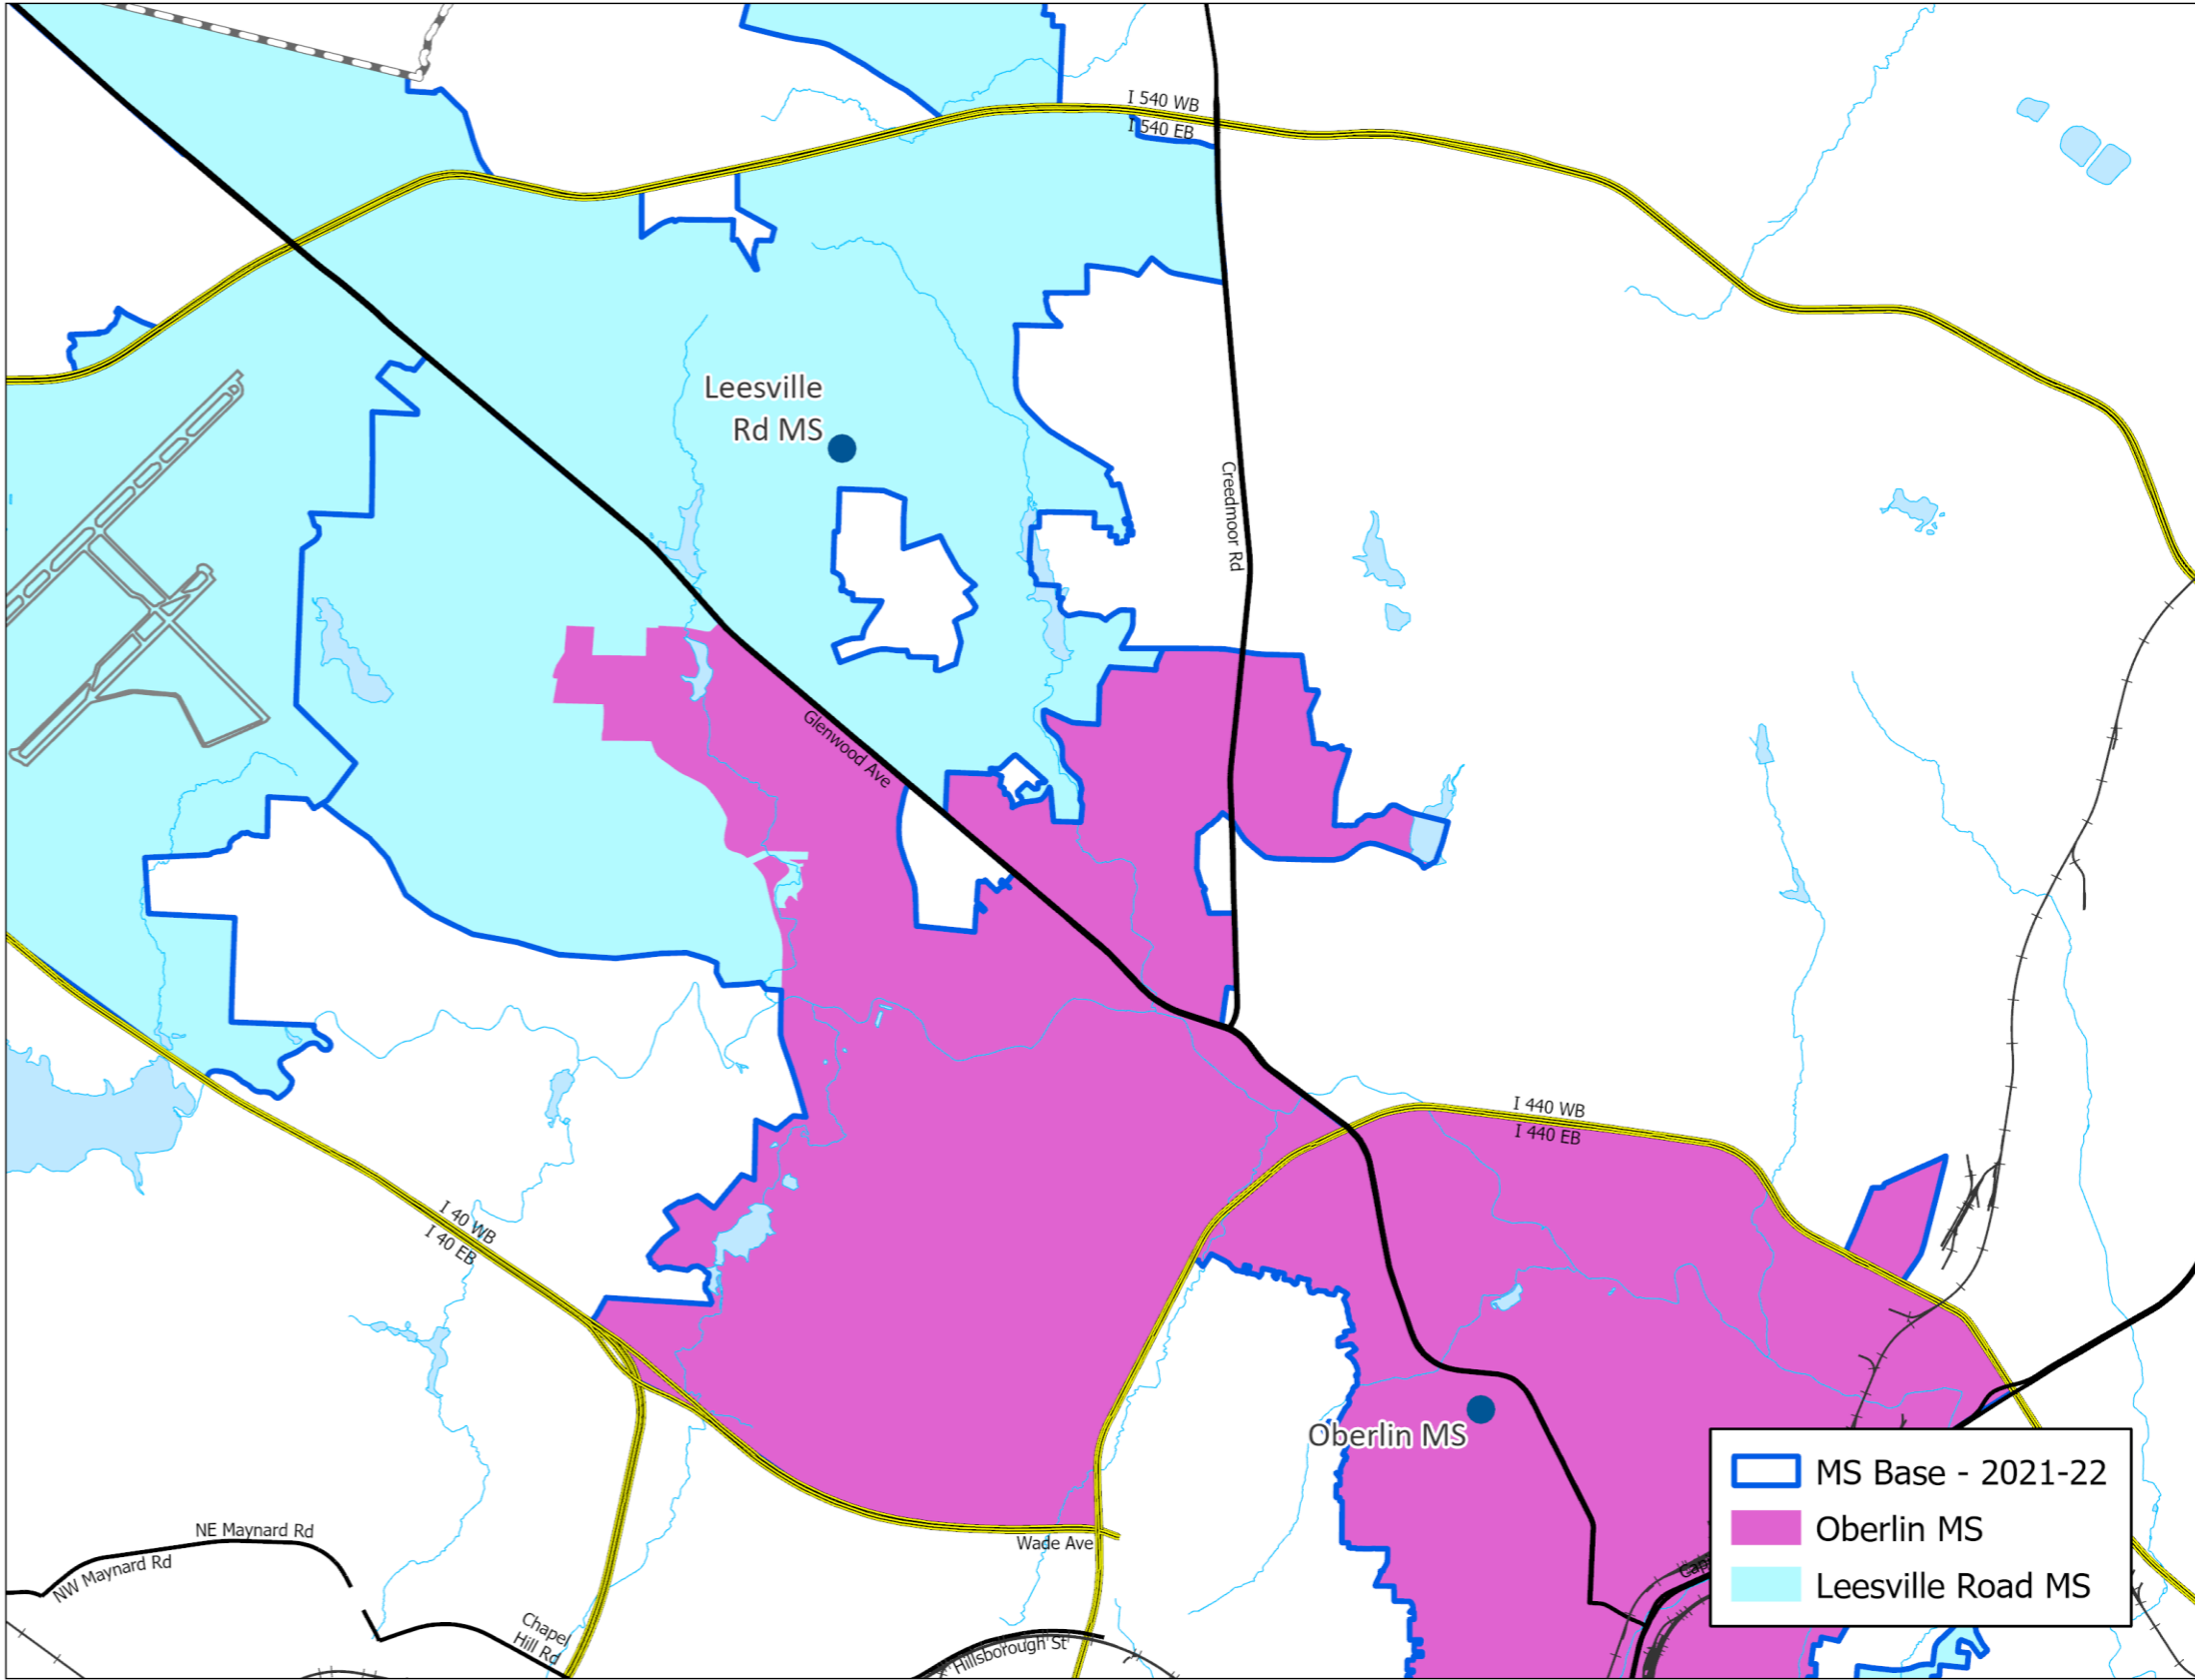 I 540 WB
I 540 EB
Leesville
Rd MS
Creedmoor Rd
Glenwood Ave
I 440 WB
I 440 EB
I 40 WB
I 40 EB
Oberlin MS
MS Base - 2021-22
Oberlin MS
Leesville Road MS
NE Maynard Rd
NW Maynard Rd
Wade Ave
Chapel
Hill Rd
Hillsborough St